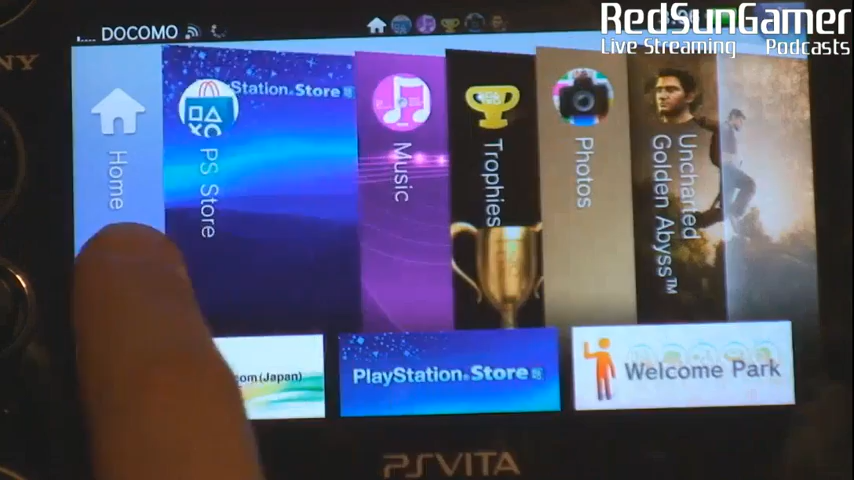 RedSunGamer
Live Streaming Podcasts
DOCOMO
Home
Station Store
PS Store
Music
Trophies
Photos
Uncharted
Golden Abyss™
om(Japan)
PlayStation Store
Welcome Park
PSVITA